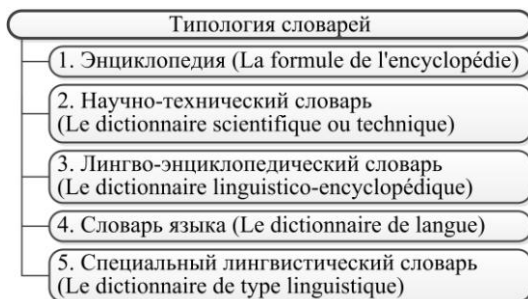 Типология словарей
1. Энциклопедия (La formule de l'encyclopédie)
2. Научно-технический словарь
(Le dictionnaire scientifique ou technique)
3. Лингво-энциклопедический словарь
(Le dictionnaire linguistico-encyclopédique)
4. Словарь языка (Le dictionnaire de langue)
5. Специальный лингвистический словарь
(Le dictionnaire de type linguistique)